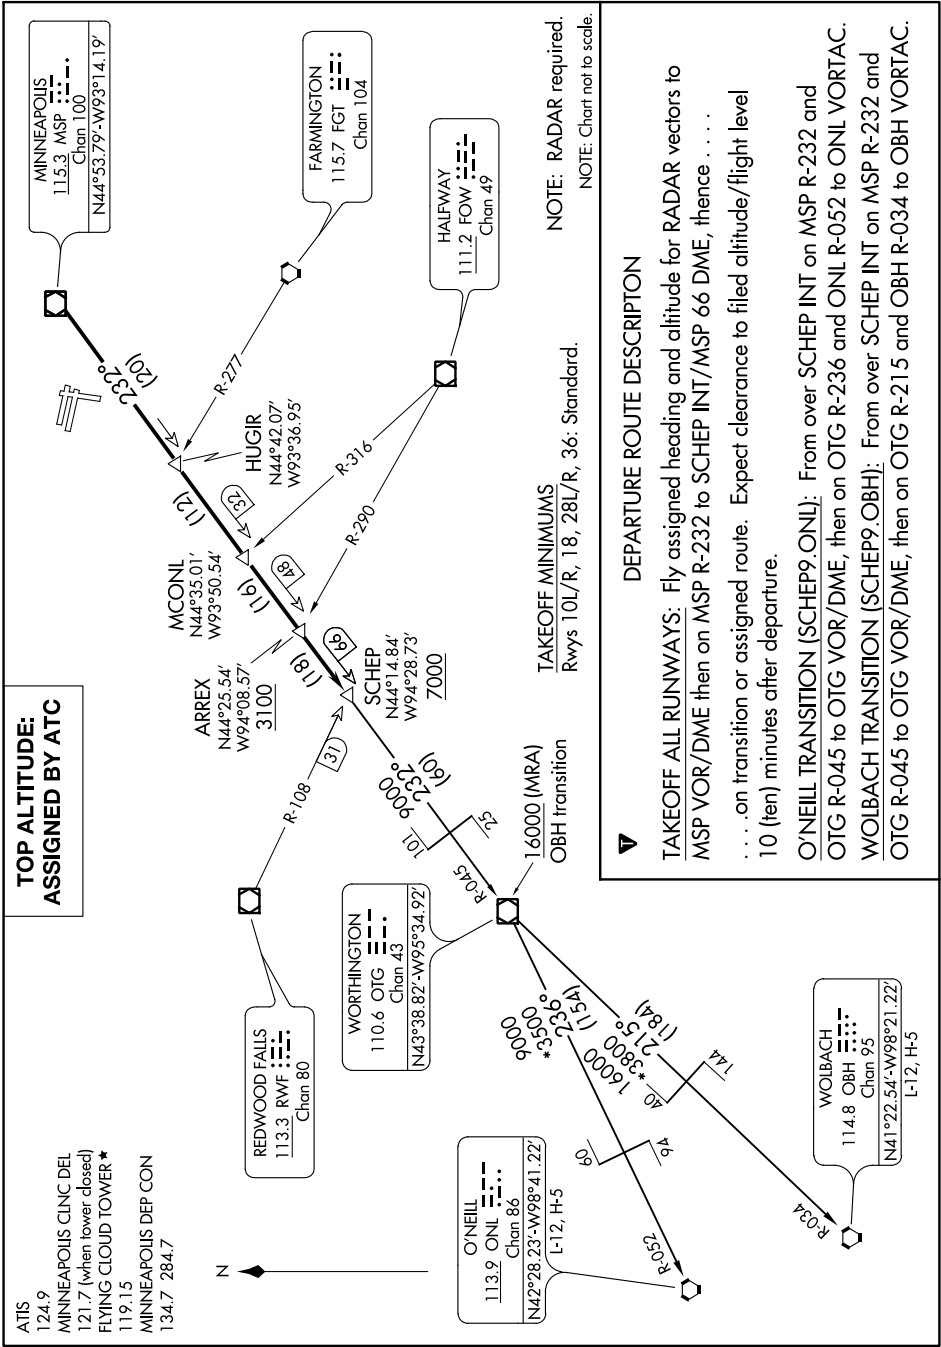 ATIS
124.9
MINNEAPOLIS CLNC DEL
121.7 (when tower closed)
FLYING CLOUD TOWER★
119.15
MINNEAPOLIS DEP CON
134.7 284.7
TOP ALTITUDE:
ASSIGNED BY ATC
MINNEAPOLIS
115.3 MSP
Chan 100
N44°53.79'-W93°14.19'
FARMINGTON
115.7 FGT
Chan 104
HALFWAY
111.2 FOW
Chan 49
REDWOOD FALLS
113.3 RWF
Chan 80
WORTHINGTON
110.6 OTG
Chan 43
N43°38.82'-W95°34.92'
O'NEILL
113.9 ONL
Chan 86
N42°28.23'-W98°41.22'
L-12, H-5
WOLBACH
114.8 OBH
Chan 95
N41°22.54'-W98°21.22'
L-12, H-5
N
232°
(20)
R-277
HUGIR
N44°42.07'
W93°36.95'
(12)
32
R-316
MCONL
N44°35.01'
W93°50.54'
(16)
48
R-290
ARREX
N44°25.54'
W94°08.57'
3100
(18)
66
SCHEP
N44°14.84'
W94°28.73'
7000
R-108
31
9000
232°
(60)
101
25
R-045
16000 (MRA)
OBH transition
9000
*3500
236°
(154)
60
94
R-052
16000
*3800
215°
(184)
40
144
R-034
NOTE: RADAR required.
NOTE: Chart not to scale.
TAKEOFF MINIMUMS
Rwys 10L/R, 18, 28L/R, 36: Standard.
T
DEPARTURE ROUTE DESCRIPTON
TAKEOFF ALL RUNWAYS: Fly assigned heading and altitude for RADAR vectors to
MSP VOR/DME then on MSP R-232 to SCHEP INT/MSP 66 DME, thence . . . .
. . . .on transition or assigned route. Expect clearance to filed altitude/flight level
10 (ten) minutes after departure.
O'NEILL TRANSITION (SCHEP9.ONL): From over SCHEP INT on MSP R-232 and
OTG R-045 to OTG VOR/DME, then on OTG R-236 and ONL R-052 to ONL VORTAC.
WOLBACH TRANSITION (SCHEP9.OBH): From over SCHEP INT on MSP R-232 and
OTG R-045 to OTG VOR/DME, then on OTG R-215 and OBH R-034 to OBH VORTAC.